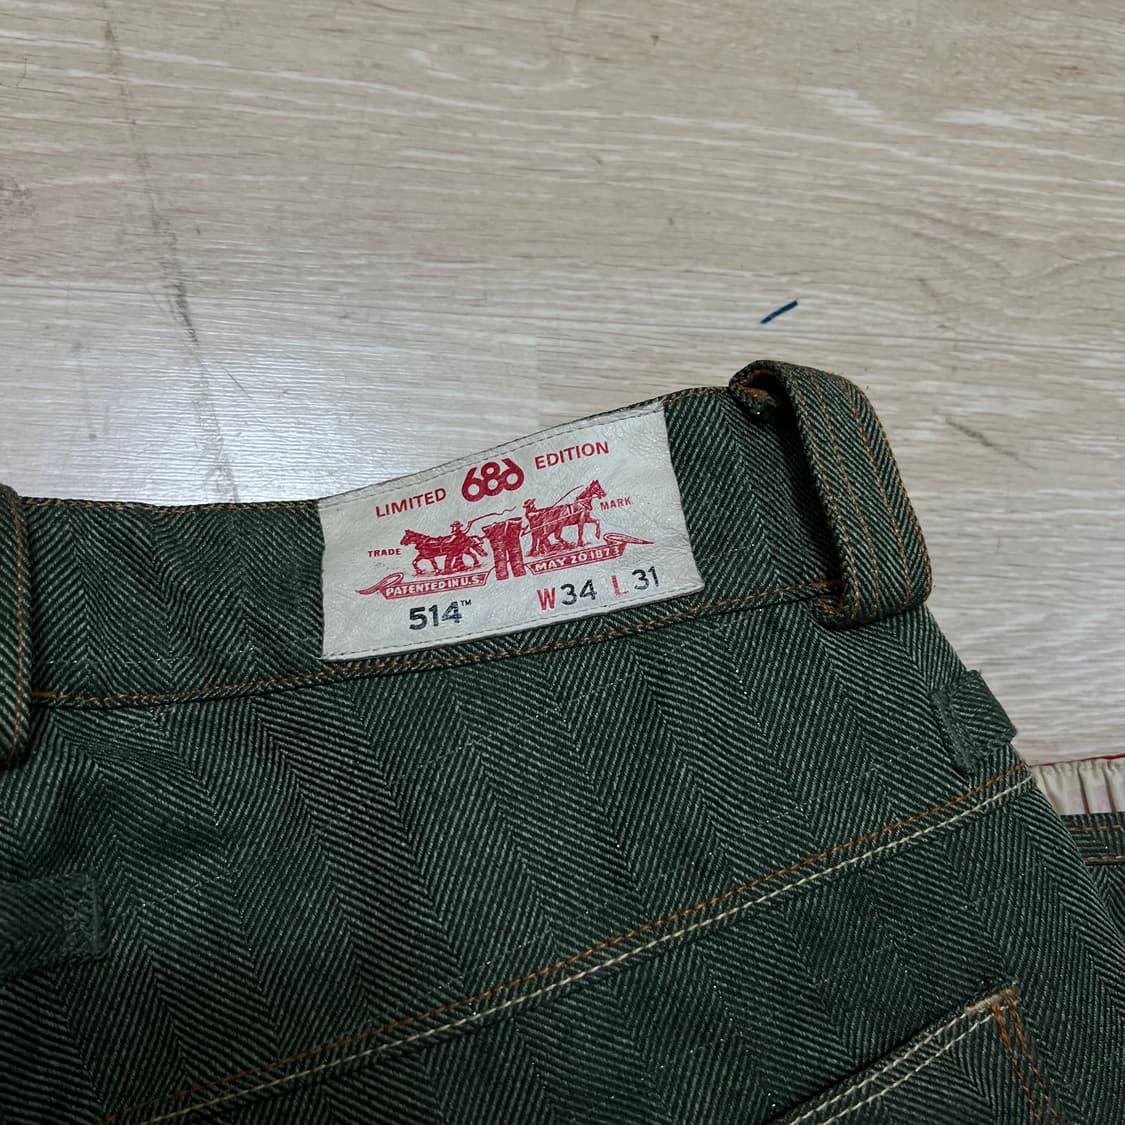 LIMITED 686 EDITION
TRADE MARK
PATENTED IN U.S. MAY 20 1873
514™ W34 L31